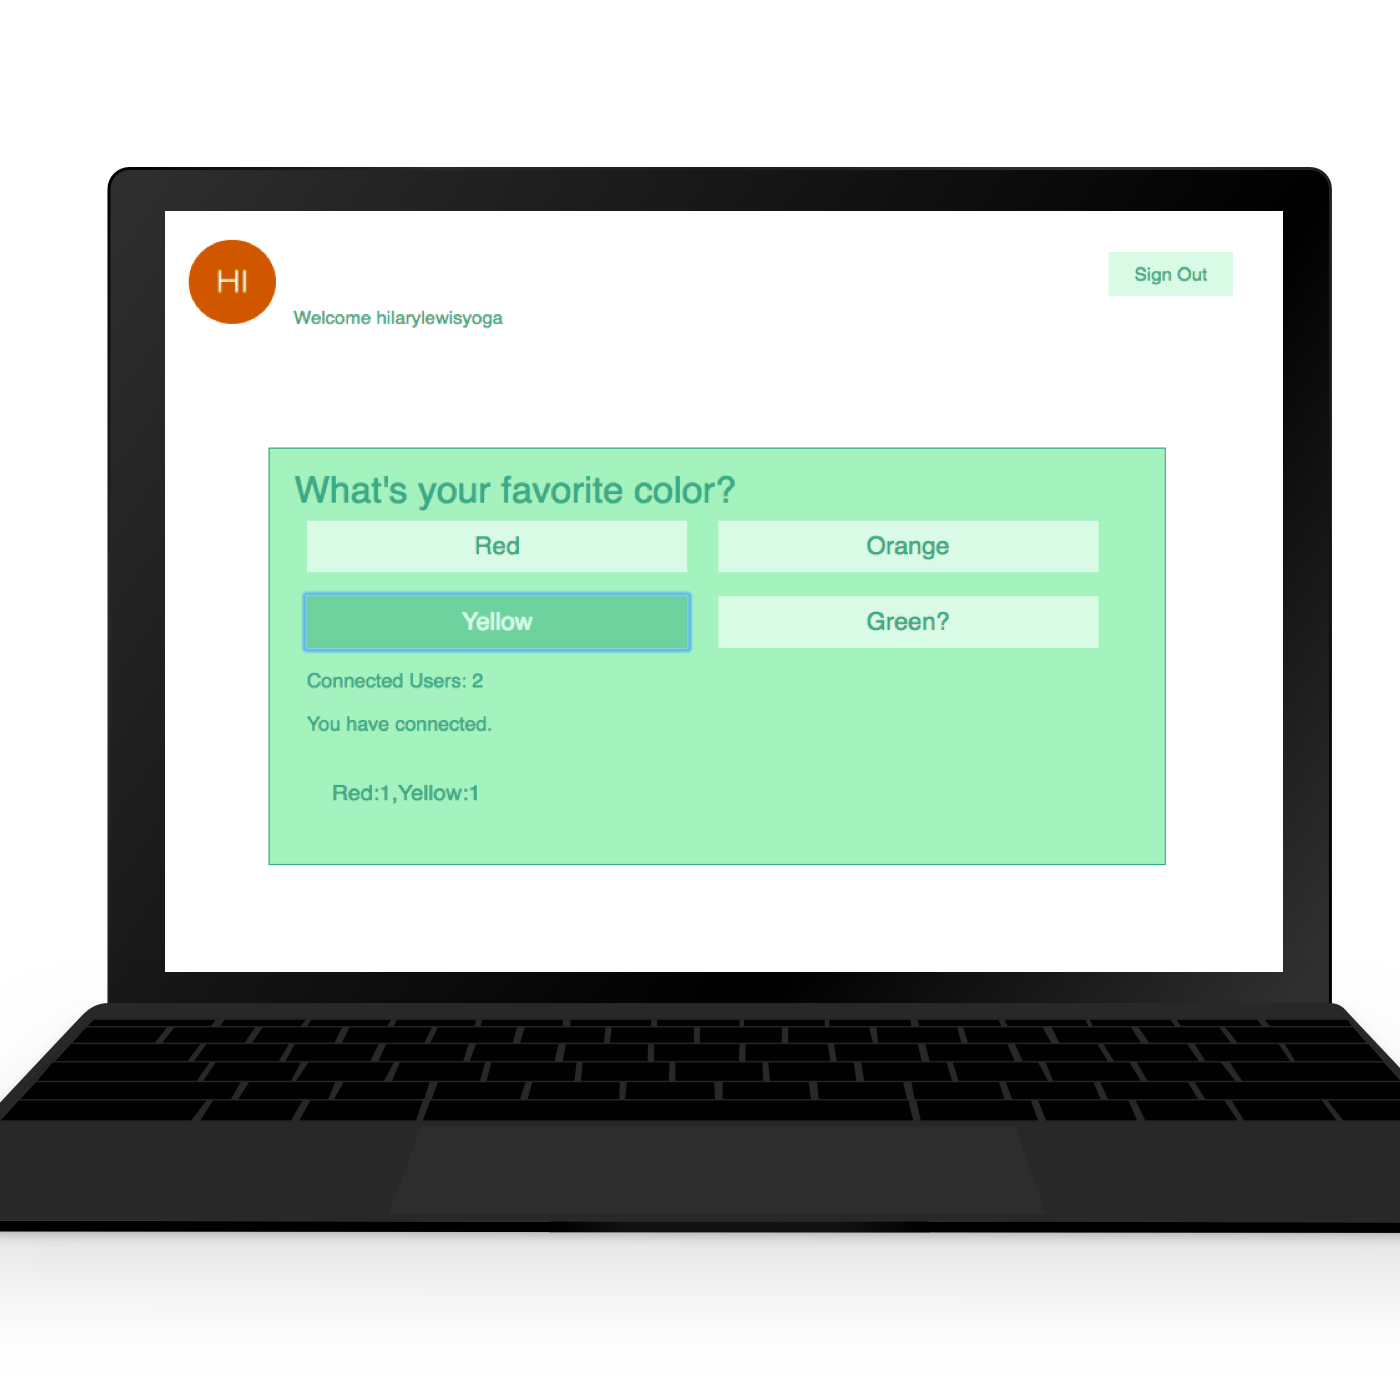 HI
Sign Out
Welcome hilarylewisyoga
What's your favorite color?
Red
Orange
Yellow
Green?
Connected Users: 2
You have connected.
Red:1,Yellow:1